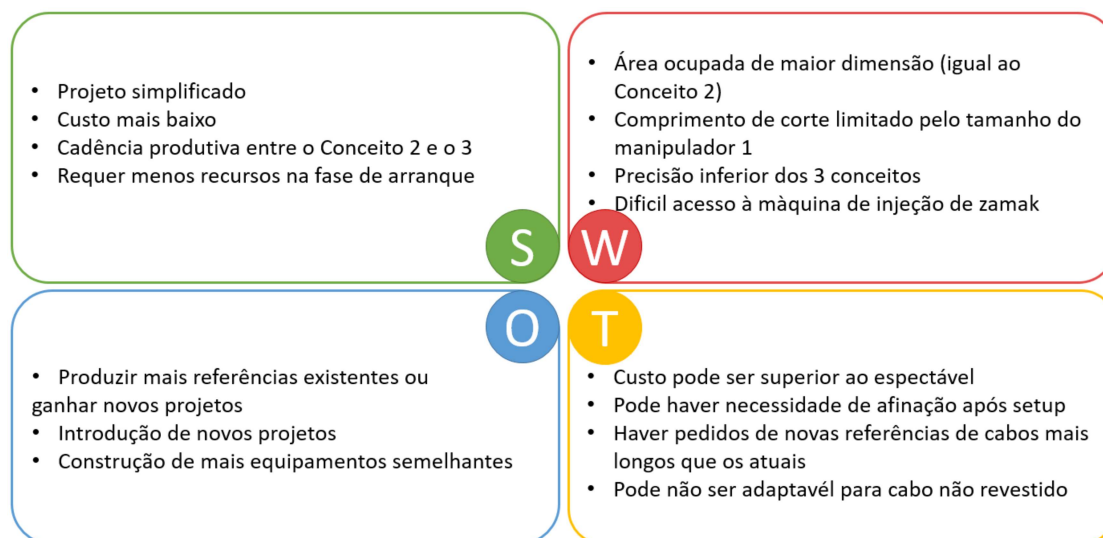 • Projeto simplificado
• Custo mais baixo
• Cadência produtiva entre o Conceito 2 e o 3
• Requer menos recursos na fase de arranque
S
• Área ocupada de maior dimensão (igual ao
Conceito 2)
• Comprimento de corte limitado pelo tamanho do
manipulador 1
• Precisão inferior dos 3 conceitos
• Dificil acesso à màquina de injeção de zamak
W
• Produzir mais referências existentes ou
ganhar novos projetos
• Introdução de novos projetos
• Construção de mais equipamentos semelhantes
O
• Custo pode ser superior ao espectável
• Pode haver necessidade de afinação após setup
• Haver pedidos de novas referências de cabos mais
longos que os atuais
• Pode não ser adaptavél para cabo não revestido
T